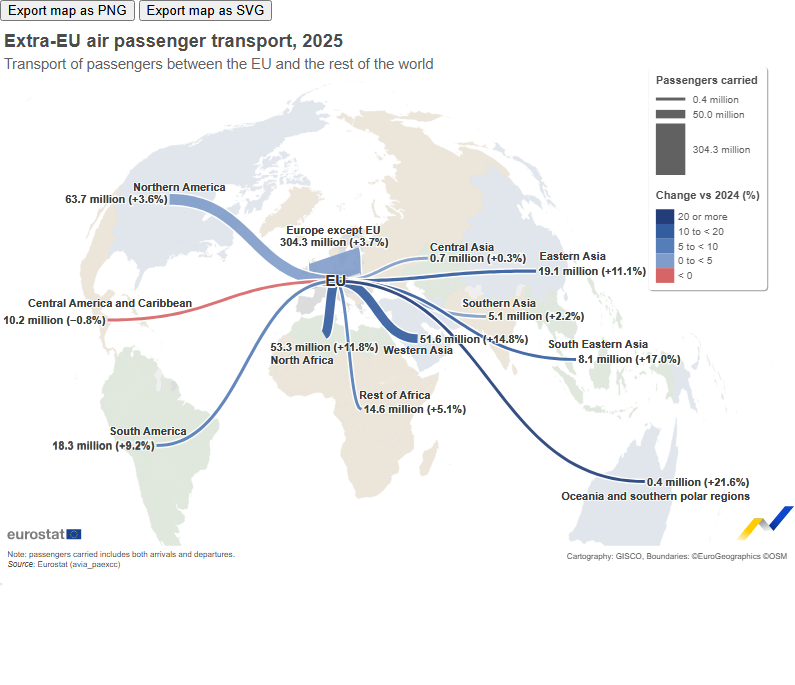 Export map as PNG Export map as SVG
Extra-EU air passenger transport, 2025
Transport of passengers between the EU and the rest of the world
Passengers carried
0.4 million
50.0 million
304.3 million
Change vs 2024 (%)
20 or more
10 to < 20
5 to < 10
0 to < 5
< 0
Northern America
63.7 million (+3.6%)
Europe except EU
304.3 million (+3.7%)
Central Asia
0.7 million (+0.3%)
Eastern Asia
19.1 million (+11.1%)
EU
Central America and Caribbean
10.2 million (−0.8%)
Southern Asia
5.1 million (+2.2%)
53.3 million (+11.8%)
North Africa
51.6 million (+14.8%)
Western Asia
South Eastern Asia
8.1 million (+17.0%)
Rest of Africa
14.6 million (+5.1%)
South America
18.3 million (+9.2%)
0.4 million (+21.6%)
Oceania and southern polar regions
eurostat
Note: passengers carried includes both arrivals and departures.
Source: Eurostat (avia_paexcc)
Cartography: GISCO, Boundaries: ©EuroGeographics ©OSM